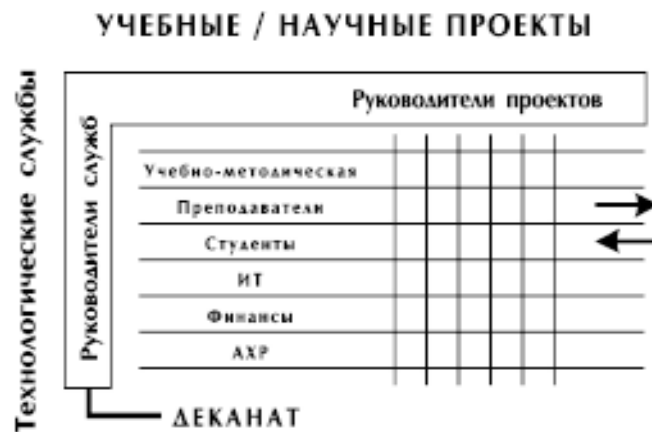 УЧЕБНЫЕ / НАУЧНЫЕ ПРОЕКТЫ
Технологические службы
Руководители служб
Руководители проектов
Учебно-методическая
Преподаватели
Студенты
ИТ
Финансы
АХР
ДЕКАНАТ